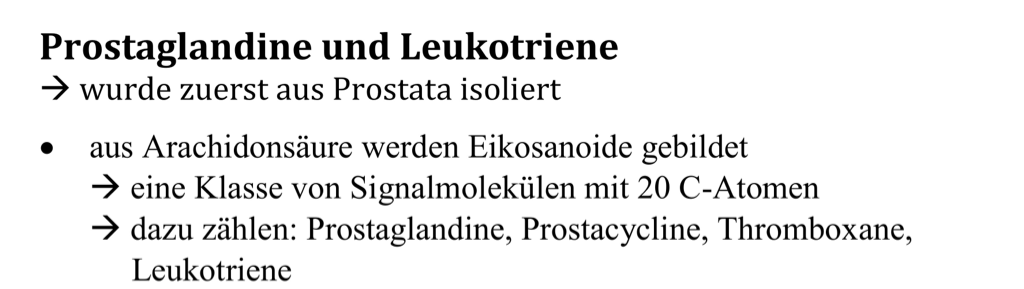 Prostaglandine und Leukotriene
→ wurde zuerst aus Prostata isoliert
• aus Arachidonsäure werden Eikosanoide gebildet
→ eine Klasse von Signalmolekülen mit 20 C-Atomen
→ dazu zählen: Prostaglandine, Prostacycline, Thromboxane,
Leukotriene